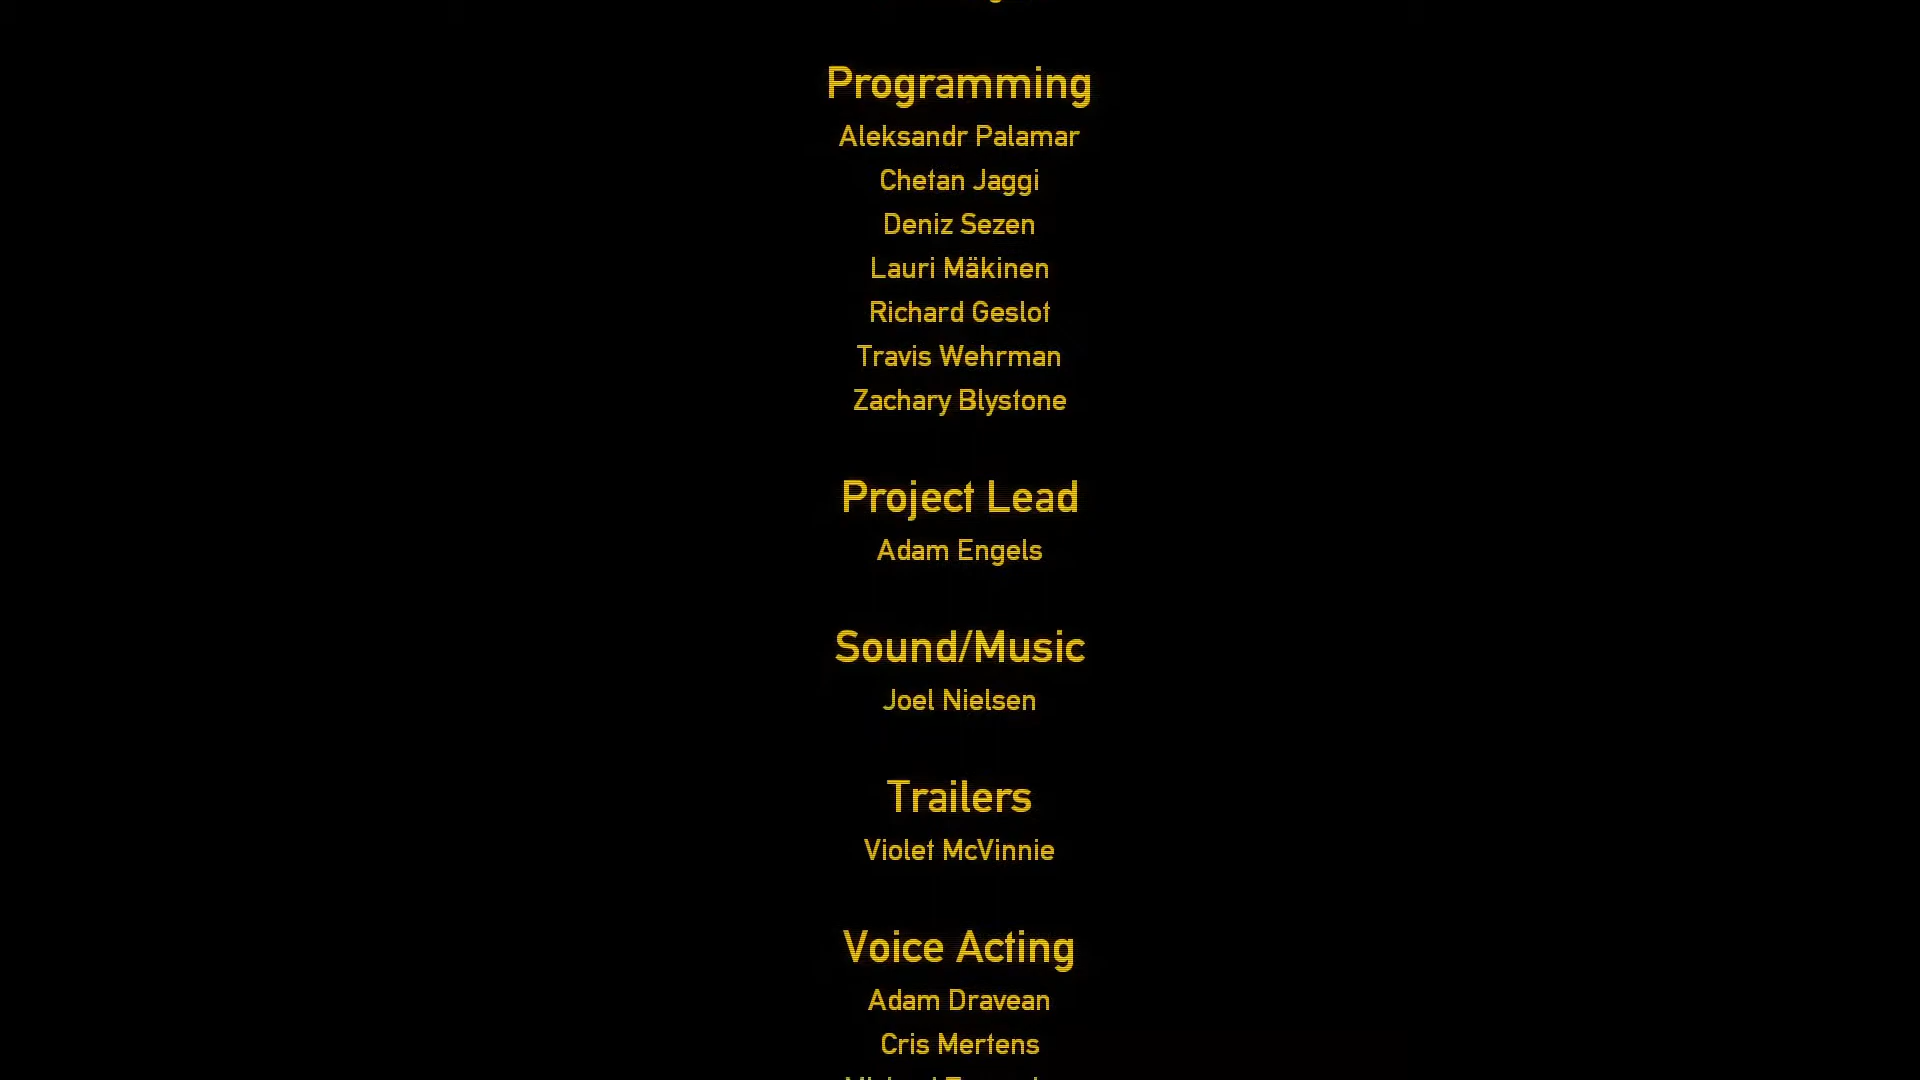 Programming
Aleksandr Palamar
Chetan Jaggi
Deniz Sezen
Lauri Mäkinen
Richard Geslot
Travis Wehrman
Zachary Blystone
Project Lead
Adam Engels
Sound/Music
Joel Nielsen
Trailers
Violet McVinnie
Voice Acting
Adam Dravean
Cris Mertens